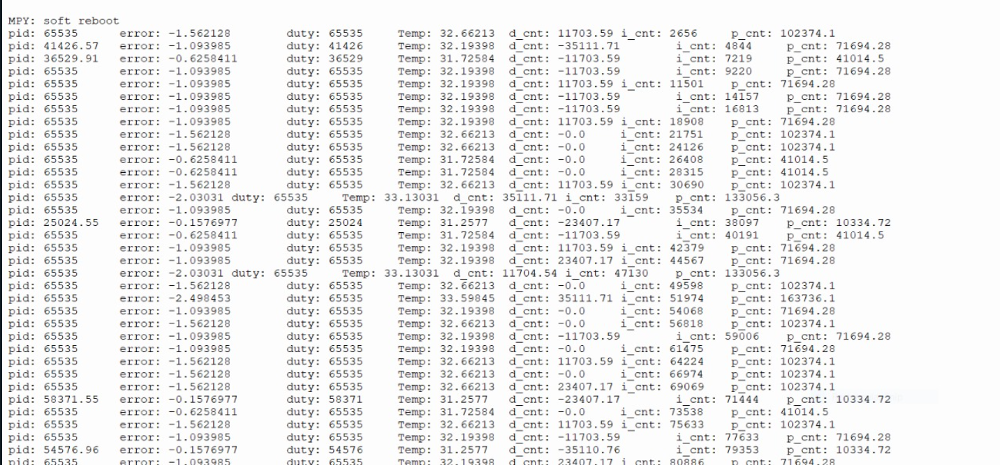 MPY: soft reboot
pid: 65535 error: -1.562128 duty: 65535 Temp: 32.66213 d_cnt: 11703.59 i_cnt: 2656 p_cnt: 102374.1
pid: 41426.57 error: -1.093985 duty: 41426 Temp: 32.19398 d_cnt: -35111.71 i_cnt: 4844 p_cnt: 71694.28
pid: 36529.91 error: -0.6258411 duty: 36529 Temp: 31.72584 d_cnt: -11703.59 i_cnt: 7219 p_cnt: 41014.5
pid: 65535 error: -1.093985 duty: 65535 Temp: 32.19398 d_cnt: -11703.59 i_cnt: 9220 p_cnt: 71694.28
pid: 65535 error: -1.093985 duty: 65535 Temp: 32.19398 d_cnt: 11703.59 i_cnt: 11501 p_cnt: 71694.28
pid: 65535 error: -1.093985 duty: 65535 Temp: 32.19398 d_cnt: -11703.59 i_cnt: 14157 p_cnt: 71694.28
pid: 65535 error: -1.093985 duty: 65535 Temp: 32.19398 d_cnt: -11703.59 i_cnt: 16813 p_cnt: 71694.28
pid: 65535 error: -1.093985 duty: 65535 Temp: 32.19398 d_cnt: 11703.59 i_cnt: 18908 p_cnt: 71694.28
pid: 65535 error: -1.562128 duty: 65535 Temp: 32.66213 d_cnt: -0.0 i_cnt: 21751 p_cnt: 102374.1
pid: 65535 error: -1.562128 duty: 65535 Temp: 32.66213 d_cnt: -0.0 i_cnt: 24126 p_cnt: 102374.1
pid: 65535 error: -0.6258411 duty: 65535 Temp: 31.72584 d_cnt: -0.0 i_cnt: 26408 p_cnt: 41014.5
pid: 65535 error: -0.6258411 duty: 65535 Temp: 31.72584 d_cnt: -0.0 i_cnt: 28315 p_cnt: 41014.5
pid: 65535 error: -1.562128 duty: 65535 Temp: 32.66213 d_cnt: 11703.59 i_cnt: 30690 p_cnt: 102374.1
pid: 65535 error: -2.03031 duty: 65535 Temp: 33.13031 d_cnt: 35111.71 i_cnt: 33159 p_cnt: 133056.3
pid: 65535 error: -1.093985 duty: 65535 Temp: 32.19398 d_cnt: -0.0 i_cnt: 35534 p_cnt: 71694.28
pid: 25024.55 error: -0.1576977 duty: 25024 Temp: 31.2577 d_cnt: -23407.17 i_cnt: 38097 p_cnt: 10334.72
pid: 65535 error: -0.6258411 duty: 65535 Temp: 31.72584 d_cnt: -11703.59 i_cnt: 40191 p_cnt: 41014.5
pid: 65535 error: -1.093985 duty: 65535 Temp: 32.19398 d_cnt: 11703.59 i_cnt: 42379 p_cnt: 71694.28
pid: 65535 error: -1.093985 duty: 65535 Temp: 32.19398 d_cnt: 23407.17 i_cnt: 44567 p_cnt: 71694.28
pid: 65535 error: -2.03031 duty: 65535 Temp: 33.13031 d_cnt: 11704.54 i_cnt: 47130 p_cnt: 133056.3
pid: 65535 error: -1.562128 duty: 65535 Temp: 32.66213 d_cnt: -0.0 i_cnt: 49598 p_cnt: 102374.1
pid: 65535 error: -2.498453 duty: 65535 Temp: 33.59845 d_cnt: 35111.71 i_cnt: 51974 p_cnt: 163736.1
pid: 65535 error: -1.093985 duty: 65535 Temp: 32.19398 d_cnt: -0.0 i_cnt: 54068 p_cnt: 71694.28
pid: 65535 error: -1.562128 duty: 65535 Temp: 32.66213 d_cnt: -0.0 i_cnt: 56818 p_cnt: 102374.1
pid: 65535 error: -1.093985 duty: 65535 Temp: 32.19398 d_cnt: -11703.59 i_cnt: 59006 p_cnt: 71694.28
pid: 65535 error: -1.093985 duty: 65535 Temp: 32.19398 d_cnt: -0.0 i_cnt: 61475 p_cnt: 71694.28
pid: 65535 error: -1.562128 duty: 65535 Temp: 32.66213 d_cnt: 11703.59 i_cnt: 64224 p_cnt: 102374.1
pid: 65535 error: -1.562128 duty: 65535 Temp: 32.66213 d_cnt: -0.0 i_cnt: 66974 p_cnt: 102374.1
pid: 65535 error: -1.562128 duty: 65535 Temp: 32.66213 d_cnt: 23407.17 i_cnt: 69069 p_cnt: 102374.1
pid: 58371.55 error: -0.1576977 duty: 58371 Temp: 31.2577 d_cnt: -23407.17 i_cnt: 71444 p_cnt: 10334.72
pid: 65535 error: -0.6258411 duty: 65535 Temp: 31.72584 d_cnt: -0.0 i_cnt: 73538 p_cnt: 41014.5
pid: 65535 error: -1.562128 duty: 65535 Temp: 32.66213 d_cnt: 11703.59 i_cnt: 75633 p_cnt: 102374.1
pid: 65535 error: -1.093985 duty: 65535 Temp: 32.19398 d_cnt: -11703.59 i_cnt: 77633 p_cnt: 71694.28
pid: 54576.96 error: -0.1576977 duty: 54576 Temp: 31.2577 d_cnt: -35110.76 i_cnt: 79353 p_cnt: 10334.72
pid: 65535 error: -1.093985 duty: 65535 Temp: 32.19398 d_cnt: 23407.17 i_cnt: 80886 p_cnt: 71694.28